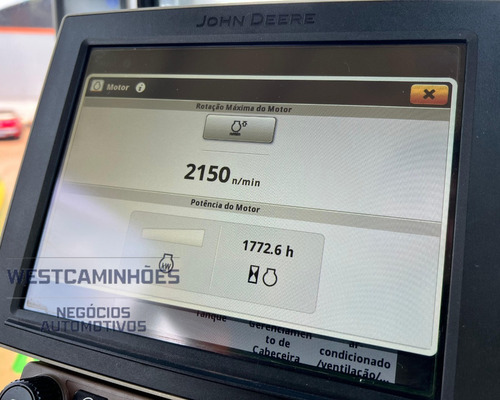 JOHN DEERE
Motor
Rotação Máxima do Motor
2150 n/min
Potência do Motor
1772.6 h
kW
WESTCAMINHÕES
NEGÓCIOS
AUTOMOTIVOS
Tanque
Gerenciamen
to de
Cabeceira
ar
condicionado
/ventilação/...